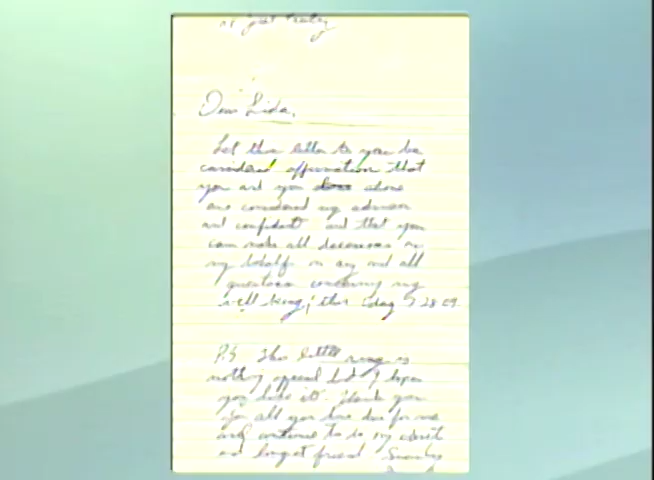 Dear Lida,
Let this letter to you be
considered affirmation that
you and you alone
are considered my advisor
and confidant and that you
can make all decisions on
my behalf in any and all
questions concerning my
well being, this day 7 28 09
P.S. This little ring is
nothing special but I hope
you like it. Thank you
for all you have done for me
and continue to do my
and longest friend